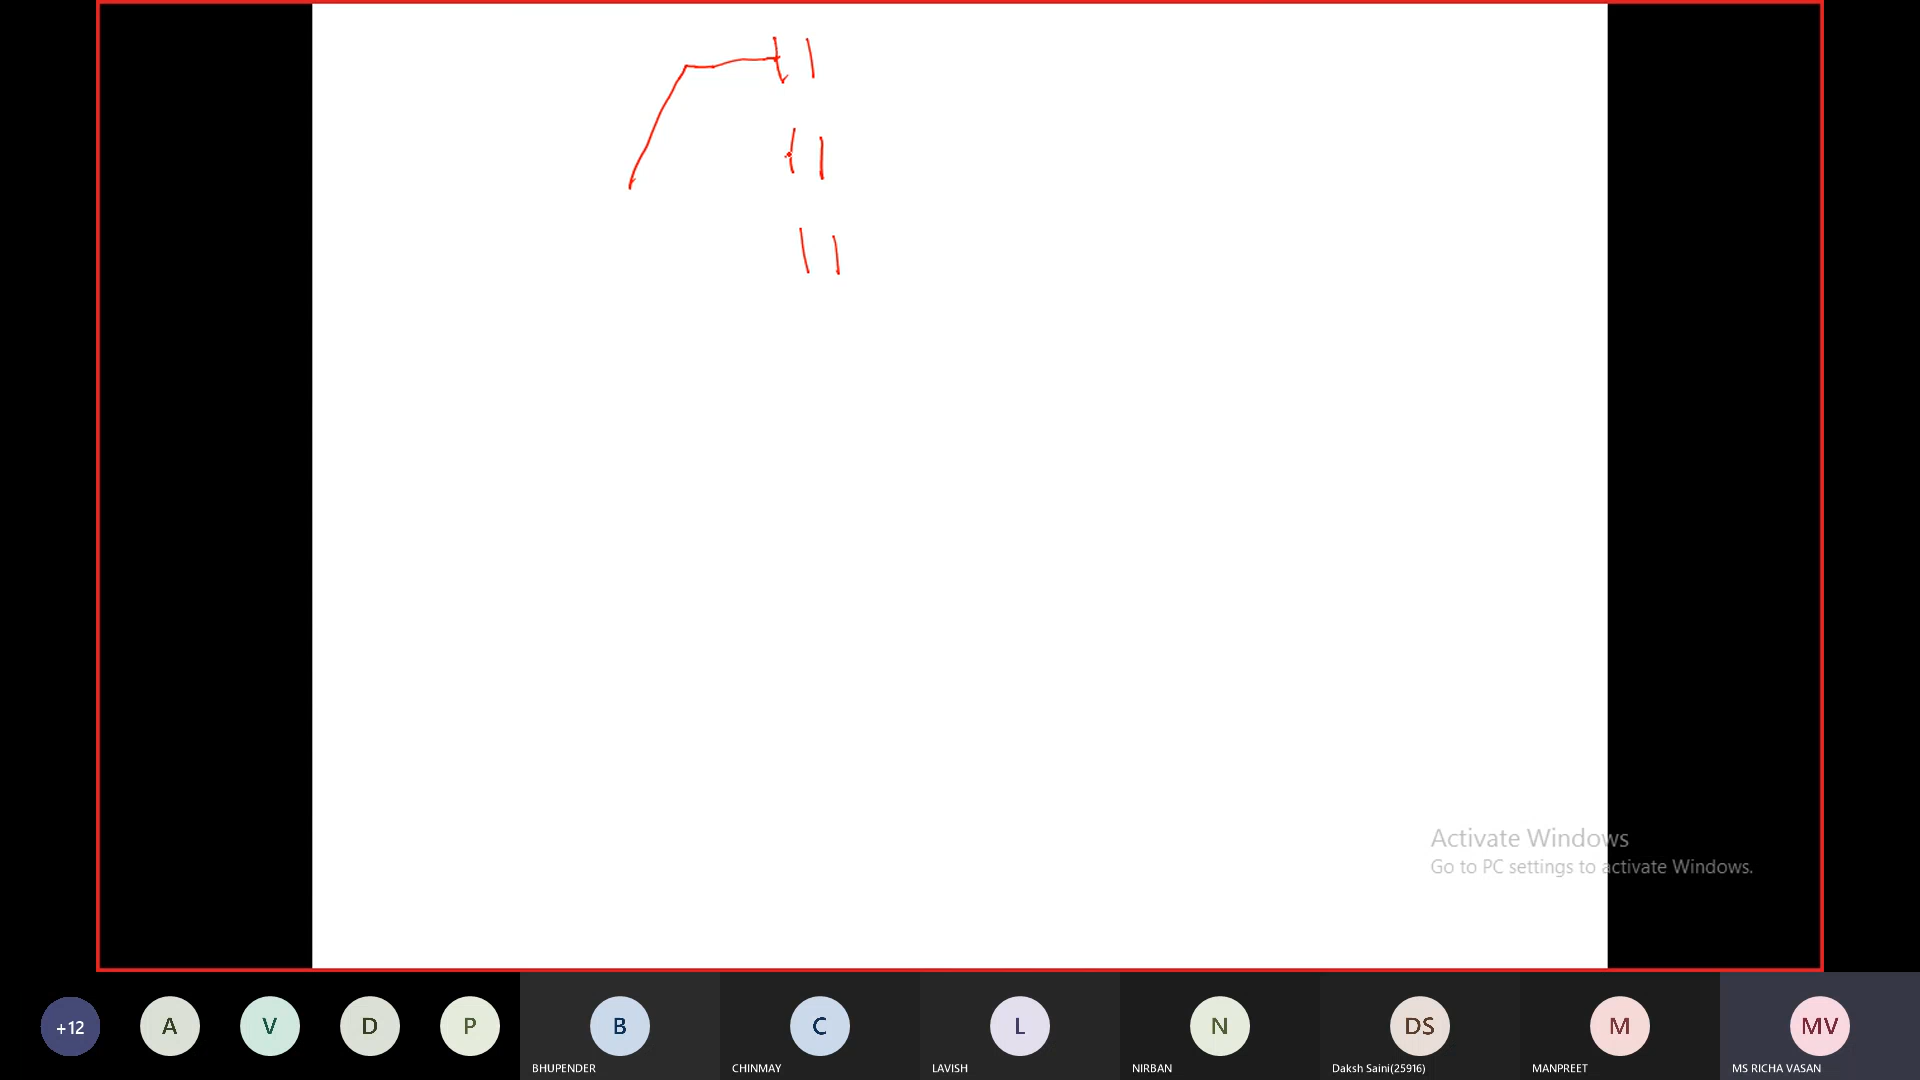 Activate Windows
Go to PC settings to activate Windows.
+12
A
V
D
P
B
C
L
N
DS
M
MV
BHUPENDER
CHINMAY
LAVISH
NIRBAN
Daksh Saini(25916)
MANPREET
MS RICHA VASAN